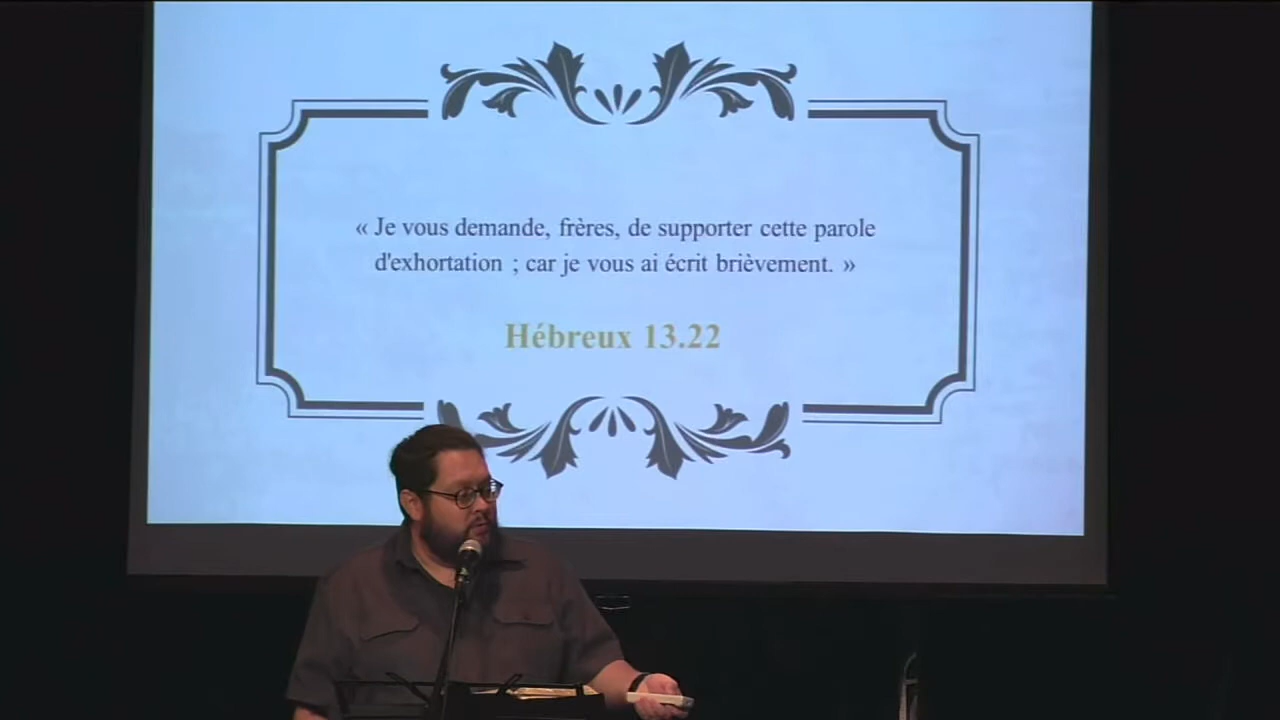 « Je vous demande, frères, de supporter cette parole
d'exhortation ; car je vous ai écrit brièvement. »
Hébreux 13.22